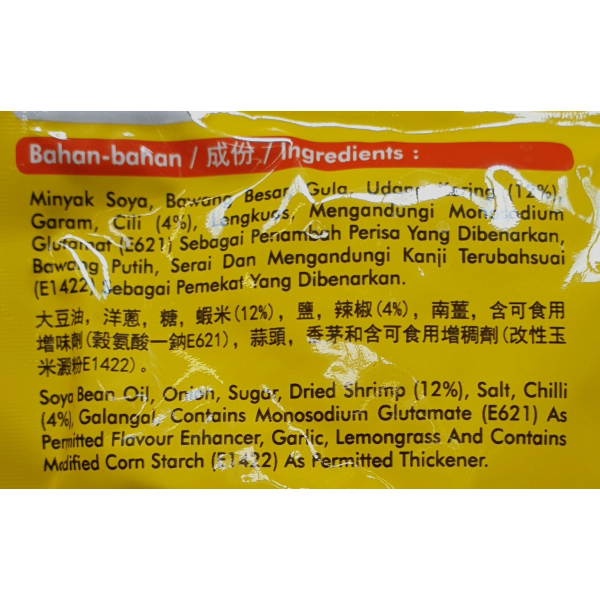 Bahan-bahan / 成份 / Ingredients :
Minyak Soya, Bawang Besar, Gula, Udang Kering (12%),
Garam, Cili (4%), Lengkuas, Mengandungi Monosodium
Glutamat (E621) Sebagai Penambah Perisa Yang Dibenarkan,
Bawang Putih, Serai Dan Mengandungi Kanji Terubahsuai
(E1422) Sebagai Pemekat Yang Dibenarkan.
大豆油，洋蔥，糖，蝦米(12%)，鹽，辣椒(4%)，南薑，含可食用
增味劑(穀氨酸一鈉E621)，蒜頭，香茅和含可食用增稠劑(改性玉
米澱粉E1422)。
Soya Bean Oil, Onion, Sugar, Dried Shrimp (12%), Salt, Chilli
(4%), Galangal, Contains Monosodium Glutamate (E621) As
Permitted Flavour Enhancer, Garlic, Lemongrass And Contains
Modified Corn Starch (E1422) As Permitted Thickener.